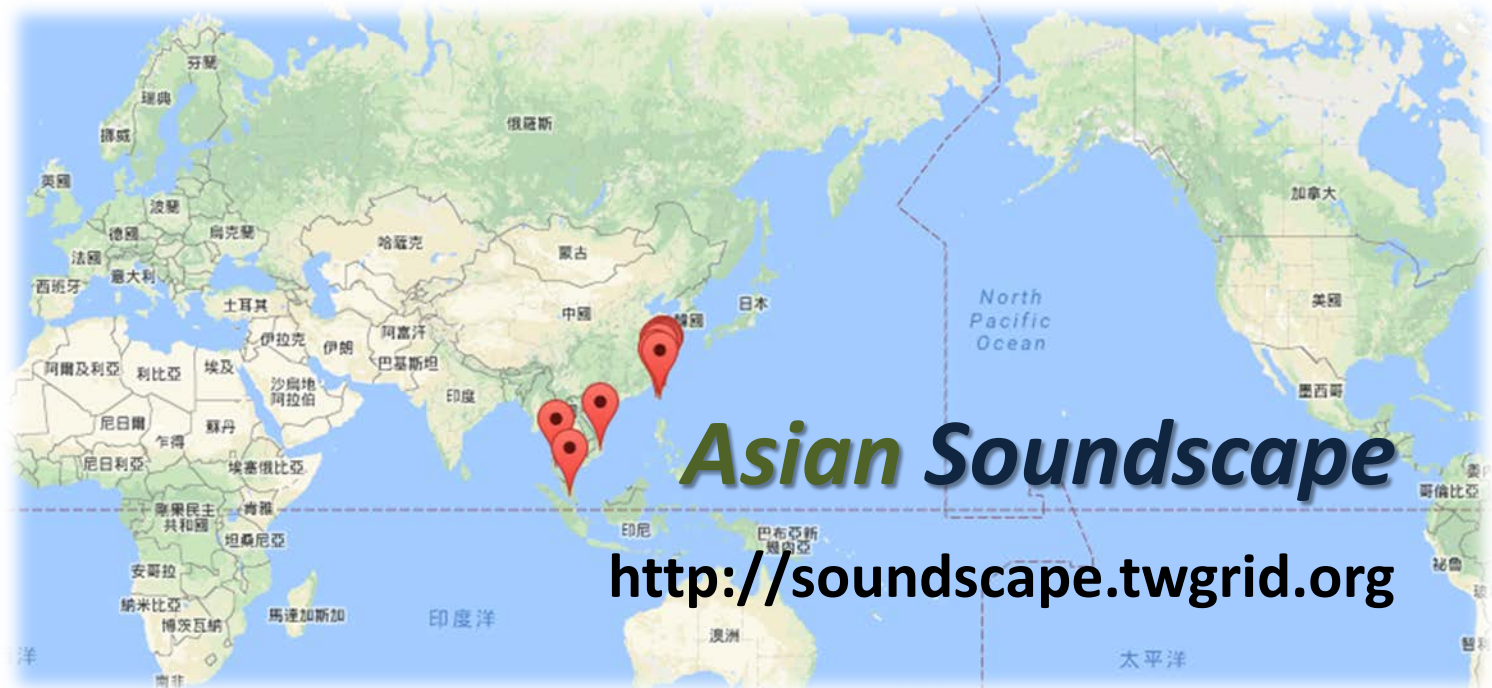 芬蘭
瑞典
挪威
俄羅斯
英國
波蘭
加拿大
德國
烏克蘭
哈薩克
蒙古
法國
意大利
西班牙
土耳其
日本
North
Pacific
Ocean
美國
中國
韓國
伊拉克
伊朗
阿富汗
巴基斯坦
阿爾及利亞
利比亞
埃及
沙烏地
阿拉伯
印度
墨西哥
尼日爾
蘇丹
乍得
尼日利亞
埃塞俄比亞
Asian Soundscape
哥倫比亞
剛果民主
共和國
肯雅
印尼
巴布亞新
幾內亞
坦桑尼亞
http://soundscape.twgrid.org
秘魯
安哥拉
納米比亞
博茨瓦納
馬達加斯加
印度洋
澳洲
太平洋
智利
洋
南非